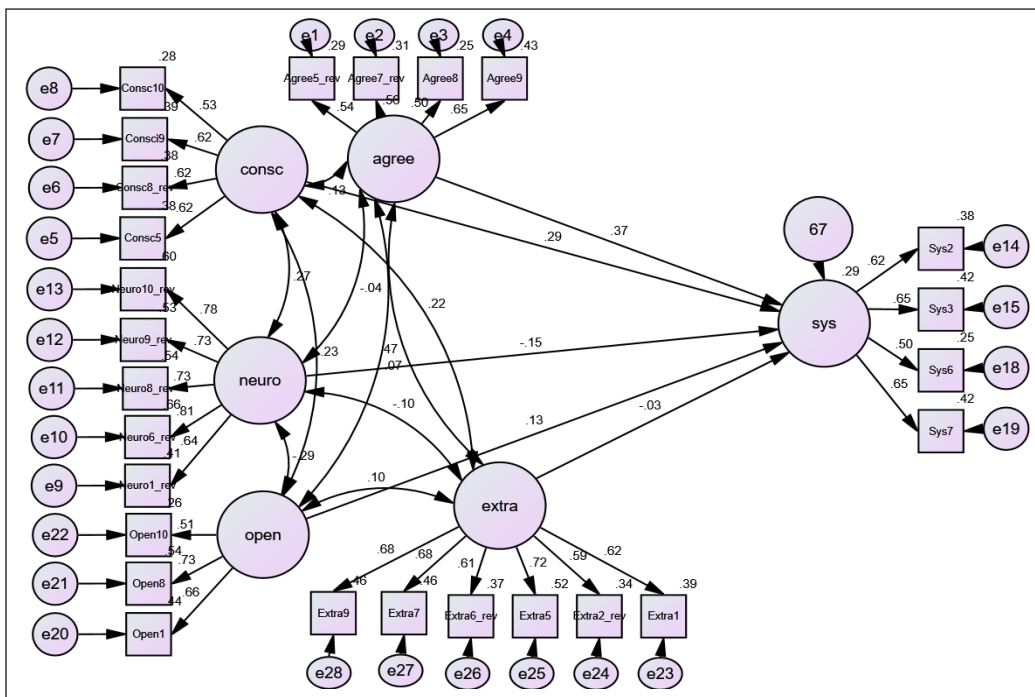 e1
e2
e3
e4
.29
.31
.25
.43
Agree5_rev
Agree7_rev
Agree8
Agree9
.54
.56
.50
.65
agree
.28
e8
Consc10
.53
.39
e7
Consci9
.62
.38
e6
Consc8_rev
.62
.38
e5
Consc5
.62
consc
.60
e13
Neuro10_rev
.78
.53
e12
Neuro9_rev
.73
.54
e11
Neuro8_rev
.73
.66
e10
Neuro6_rev
.81
.41
e9
Neuro1_rev
.64
neuro
.26
e22
Open10
.51
.54
e21
Open8
.73
.44
e20
Open1
.66
open
.13
.27
-.04
.22
.23
.47
.07
-.10
-.29
.10
.37
.29
-.15
.13
-.03
67
.29
sys
.38
.62
Sys2
e14
.42
.65
Sys3
e15
.25
.50
Sys6
e18
.42
.65
Sys7
e19
extra
.68
.68
.61
.72
.59
.62
.46
.46
.37
.52
.34
.39
Extra9
Extra7
Extra6_rev
Extra5
Extra2_rev
Extra1
e28
e27
e26
e25
e24
e23